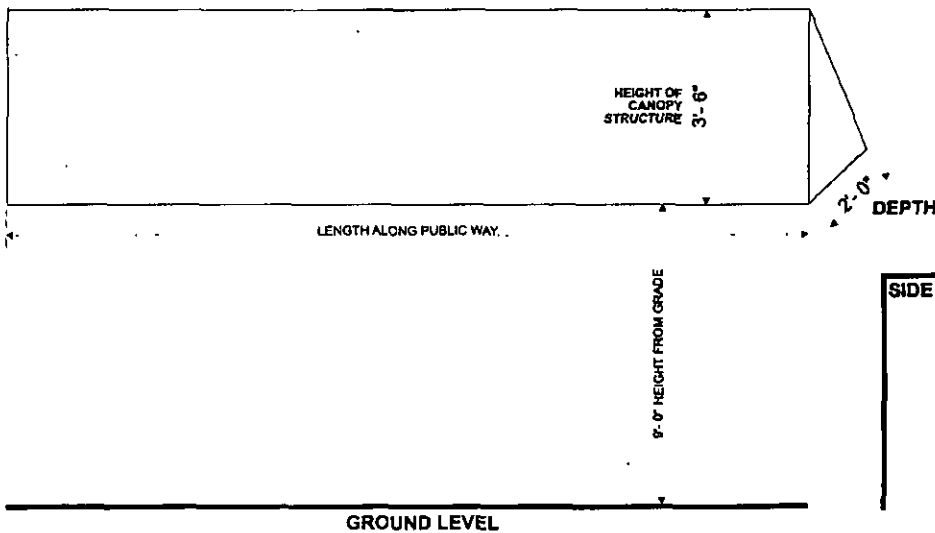 HEIGHT OF
CANOPY
STRUCTURE
3'- 6"
2'- 0"
DEPTH
LENGTH ALONG PUBLIC WAY
SIDE
9'- 0" HEIGHT FROM GRADE
GROUND LEVEL